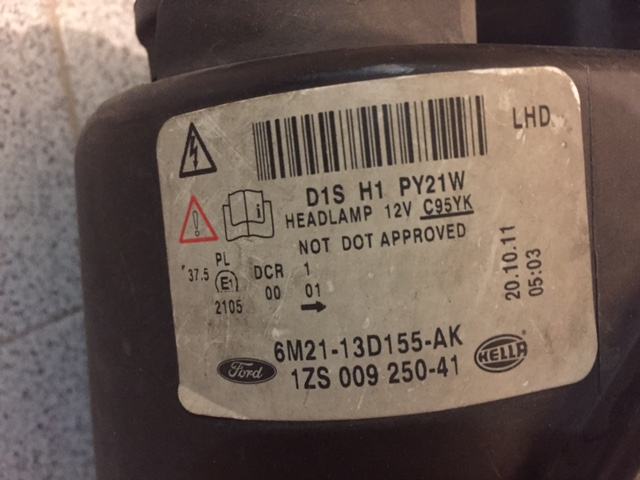 LHD
D1S H1 PY21W
HEADLAMP 12V C95YK
NOT DOT APPROVED
i
PL
37.5
E1
DCR 1
00 01
2105
20.10.11
05:03
6M21-13D155-AK
Ford
1ZS 009 250-41
HELLA